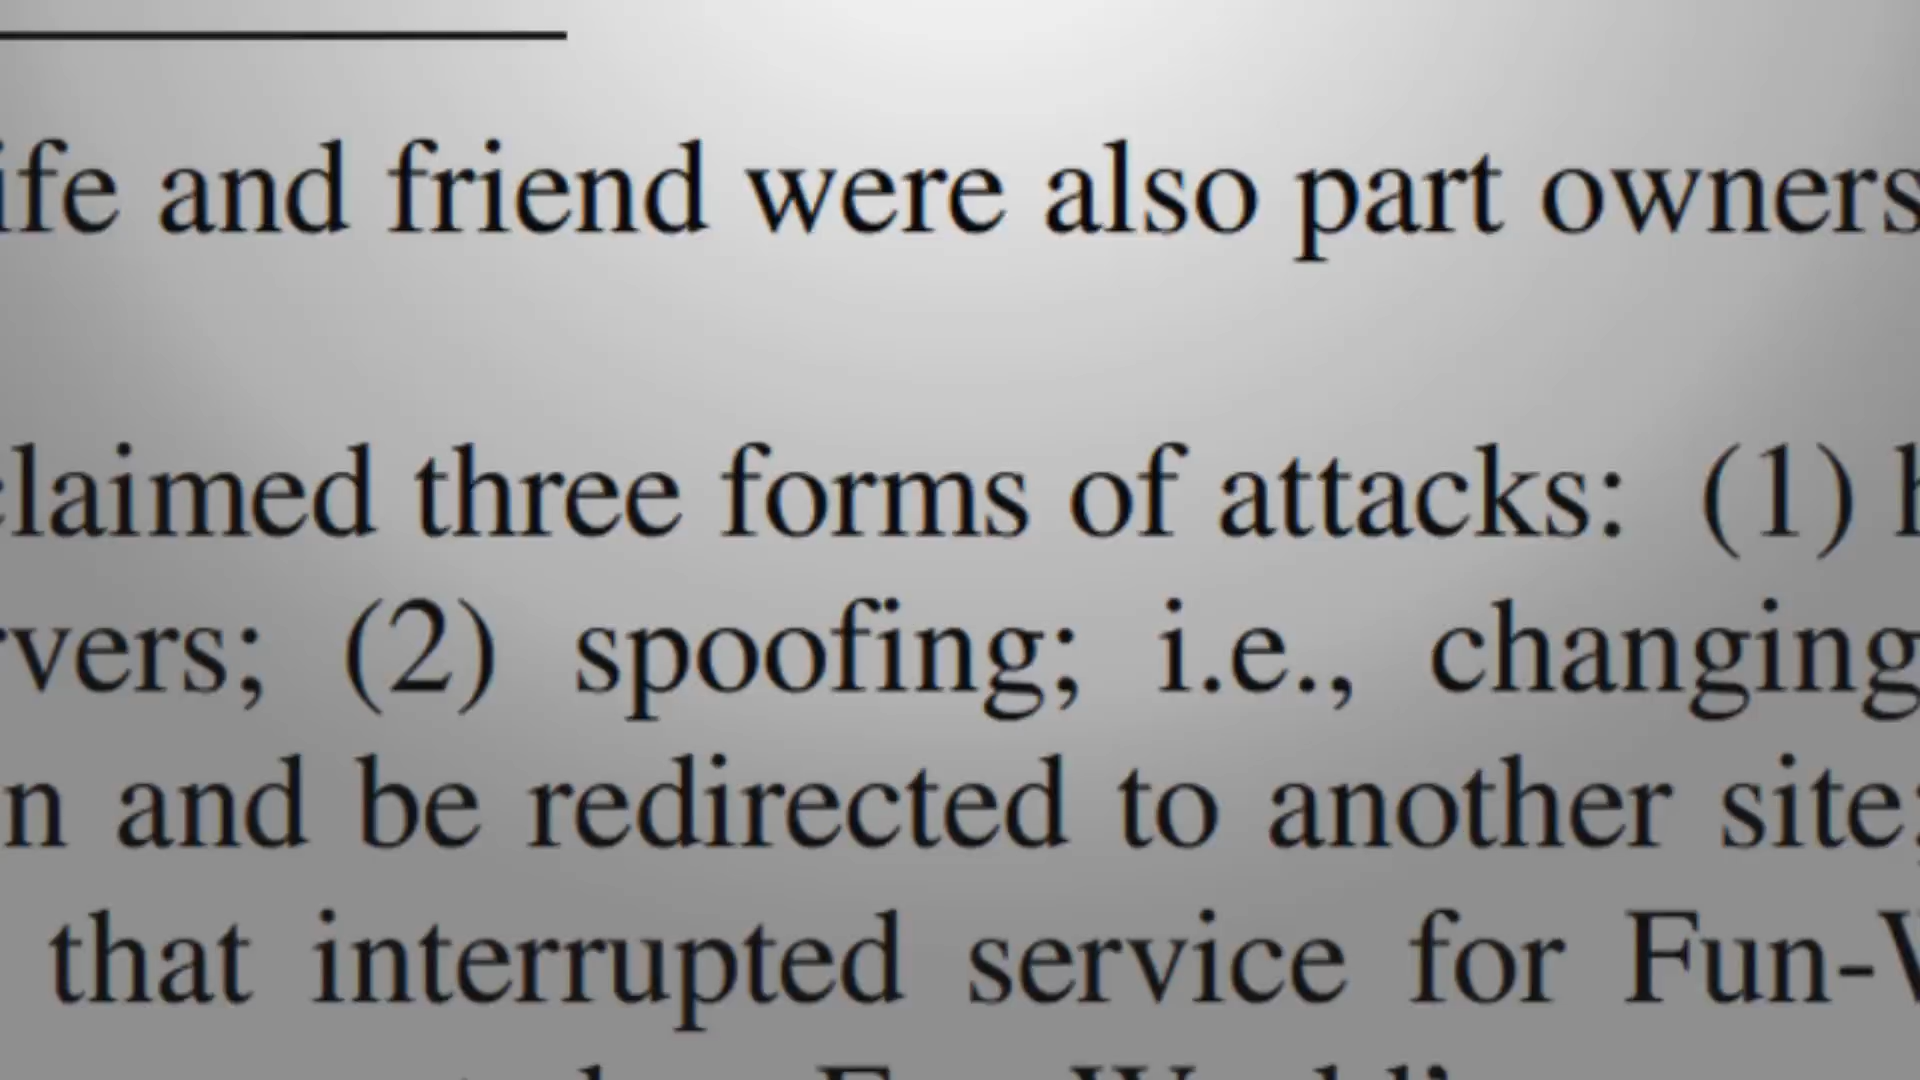 ife and friend were also part owners
claimed three forms of attacks: (1) h
rvers; (2) spoofing; i.e., changing
n and be redirected to another site;
that interrupted service for Fun-W